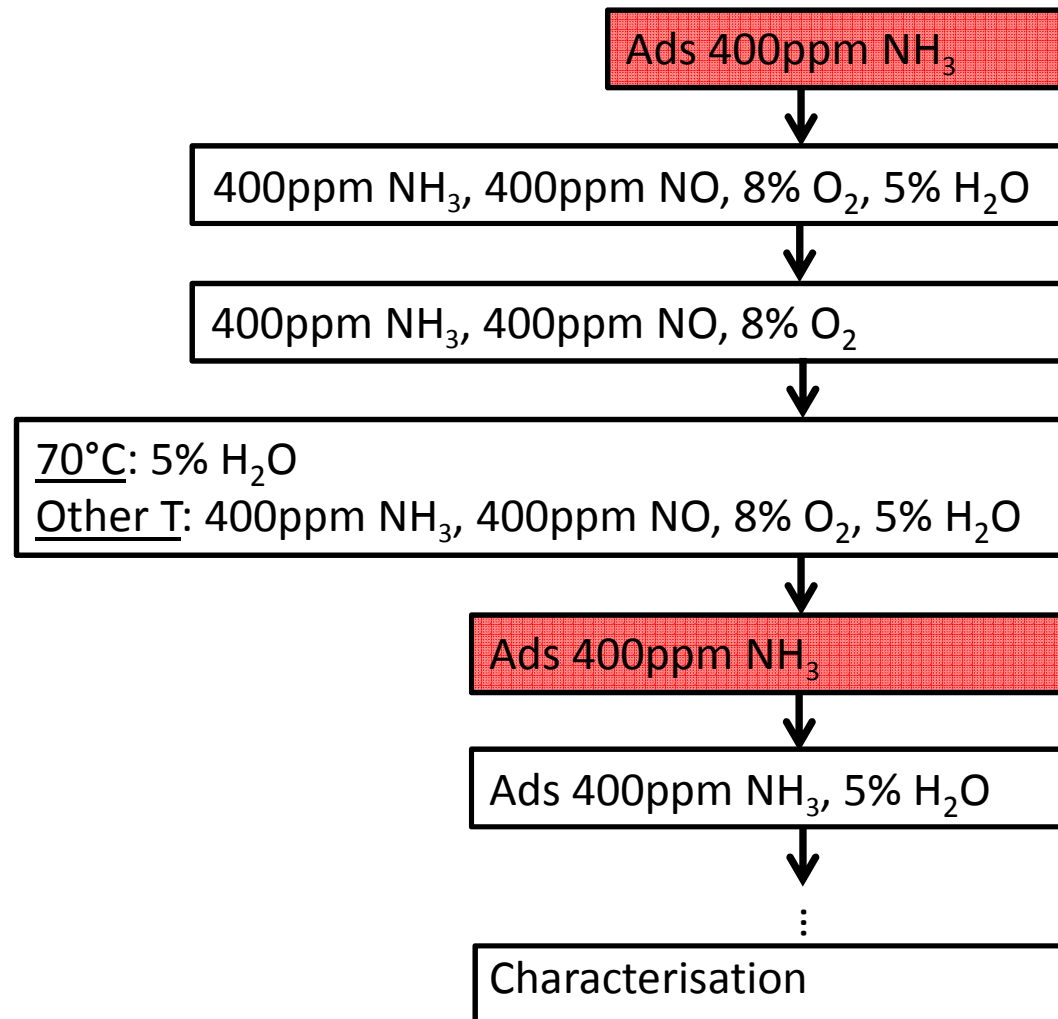 Ads 400ppm NH₃
400ppm NH₃, 400ppm NO, 8% O₂, 5% H₂O
400ppm NH₃, 400ppm NO, 8% O₂
70°C: 5% H₂O
Other T: 400ppm NH₃, 400ppm NO, 8% O₂, 5% H₂O
Ads 400ppm NH₃
Ads 400ppm NH₃, 5% H₂O
...
Characterisation